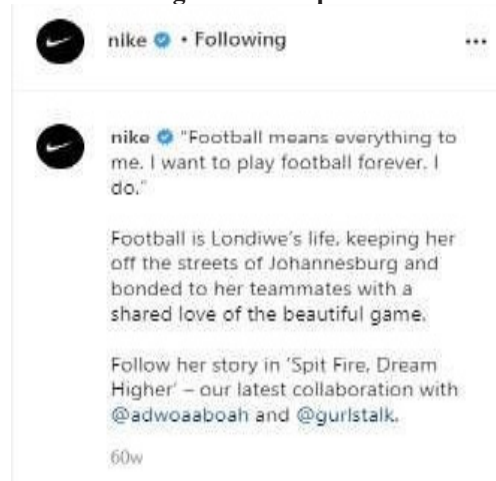 nike • Following
...
nike "Football means everything to
me. I want to play football forever. I
do."
Football is Londiwe's life, keeping her
off the streets of Johannesburg and
bonded to her teammates with a
shared love of the beautiful game.
Follow her story in 'Spit Fire, Dream
Higher' – our latest collaboration with
@adwoaaboah and @gurlstalk.
60w